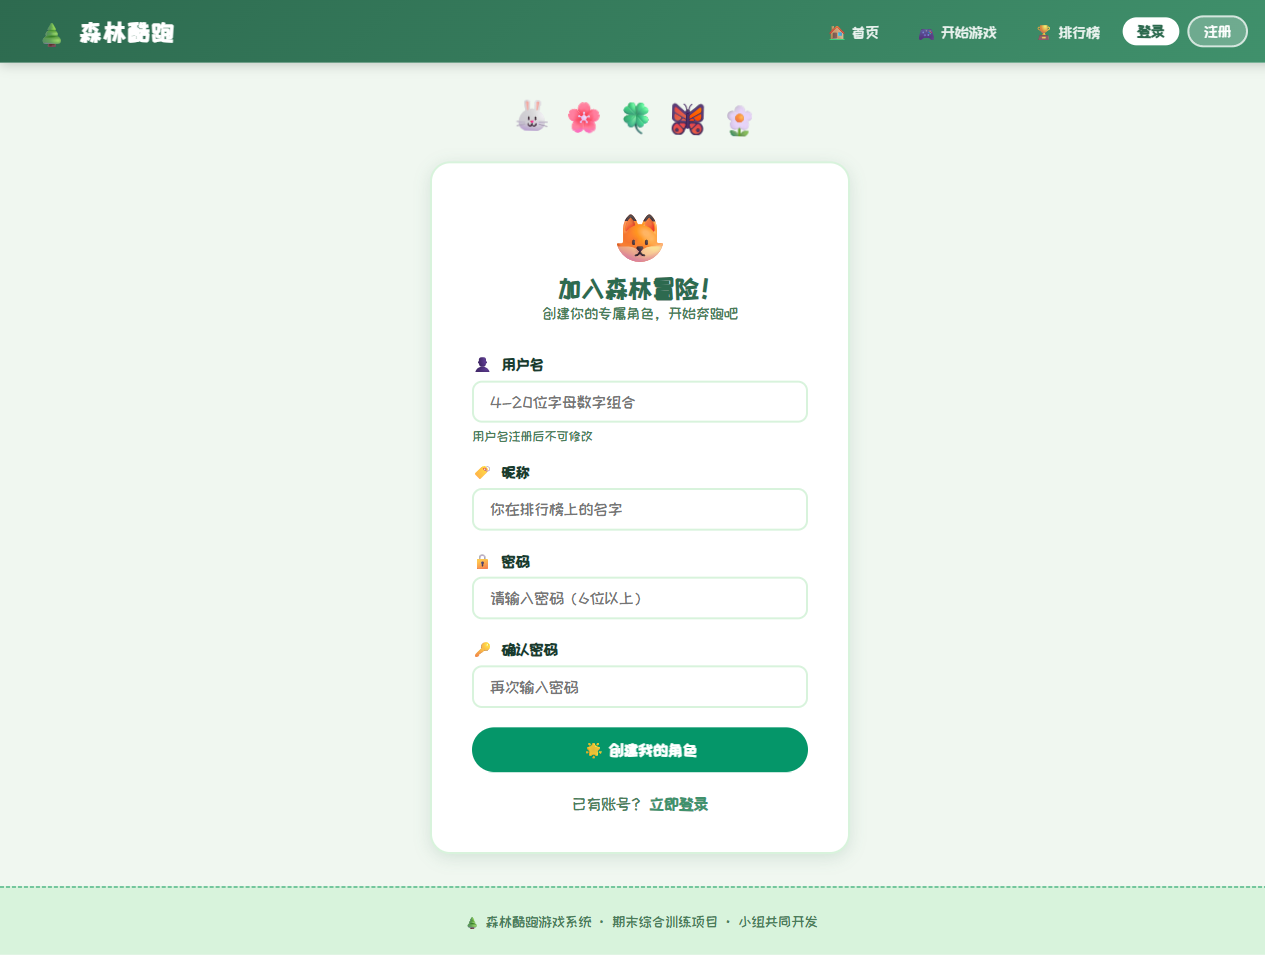 森林酷跑
首页
开始游戏
排行榜
登录
注册
加入森林冒险！
创建你的专属角色，开始奔跑吧
用户名
4-20位字母数字组合
用户名注册后不可修改
昵称
你在排行榜上的名字
密码
请输入密码（6位以上）
确认密码
再次输入密码
创建我的角色
已有账号？ 立即登录
森林酷跑游戏系统 · 期末综合训练项目 · 小组共同开发